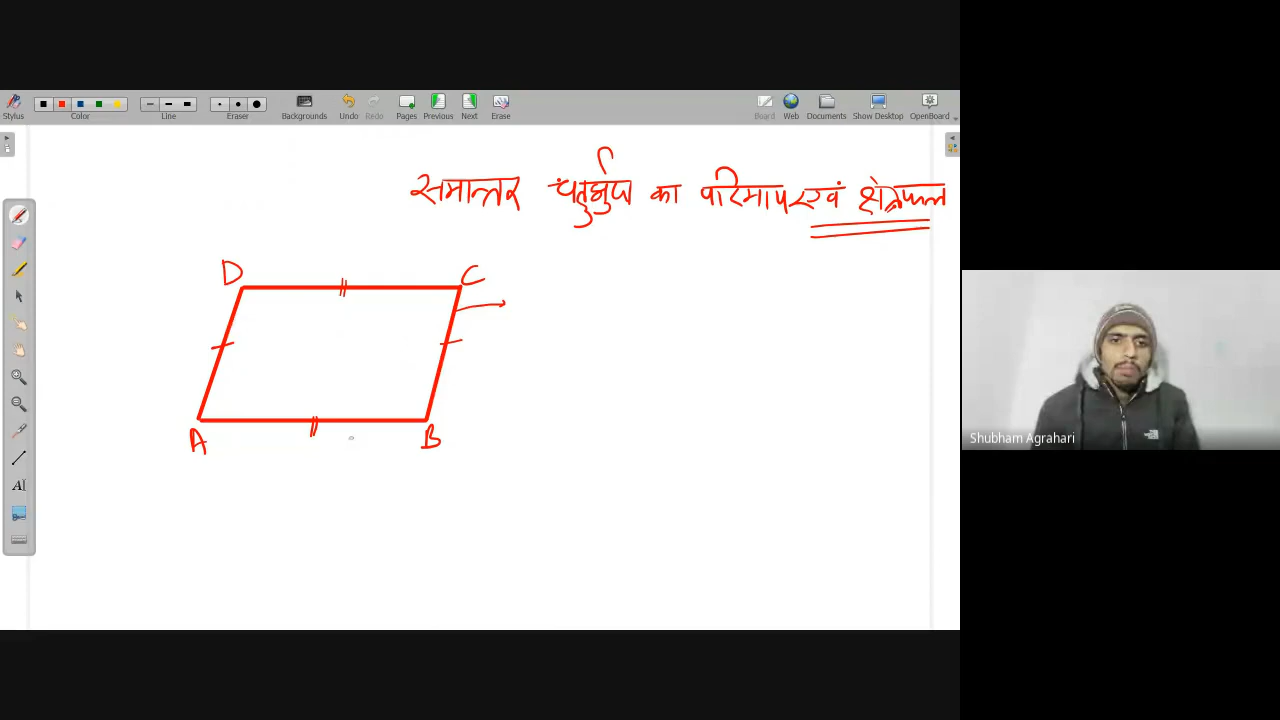 Stylus Color Line Eraser Backgrounds Undo Redo Pages Previous Next Erase Board Web Documents Show Desktop OpenBoard
समान्तर चतुर्भुज का परिमाप एवं क्षेत्रफल
D C
A B
AI
Shubham Agrahari